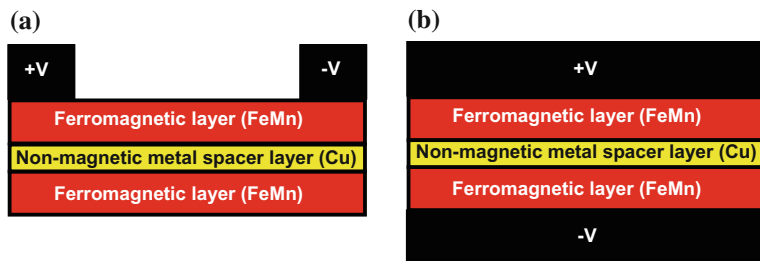 (a)
+V
-V
Ferromagnetic layer (FeMn)
Non-magnetic metal spacer layer (Cu)
Ferromagnetic layer (FeMn)
(b)
+V
Ferromagnetic layer (FeMn)
Non-magnetic metal spacer layer (Cu)
Ferromagnetic layer (FeMn)
-V